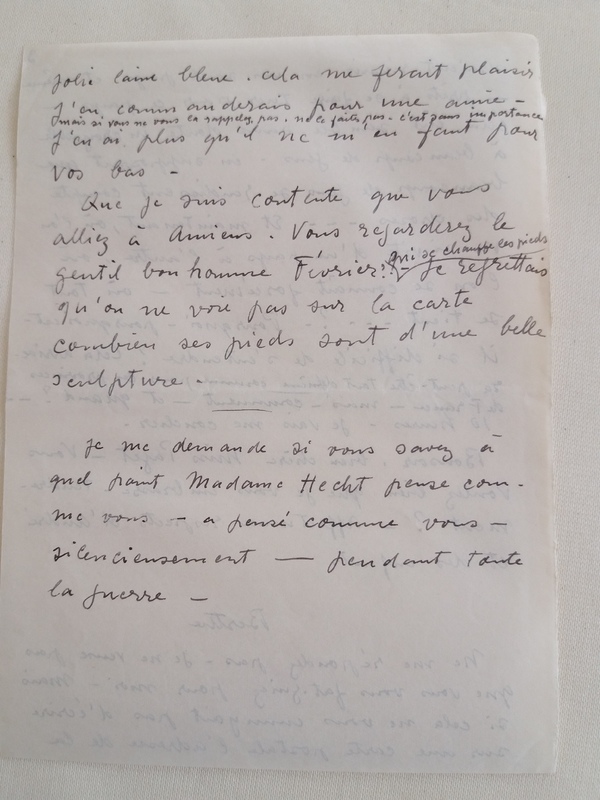 jolie laine bleue. cela me ferait plaisir
J'en commanderais pour une amie -
(mais si vous ne vous la rappelez pas. ne le faites pas. c'est sans importance
J'en ai plus qu'il ne m'en faut pour
vos bas -
Que je suis contente que vous
alliez à Amiens. Vous regarderez le
qui se chauffe les pieds
gentil bonhomme Février? Je regrettais
qu'on ne voie pas sur la carte
combien ses pieds sont d'une belle
sculpture -
Je me demande si vous savez à
quel point Madame Hecht pense com-
me vous - a pensé comme vous -
silencieusement — pendant toute
la guerre -